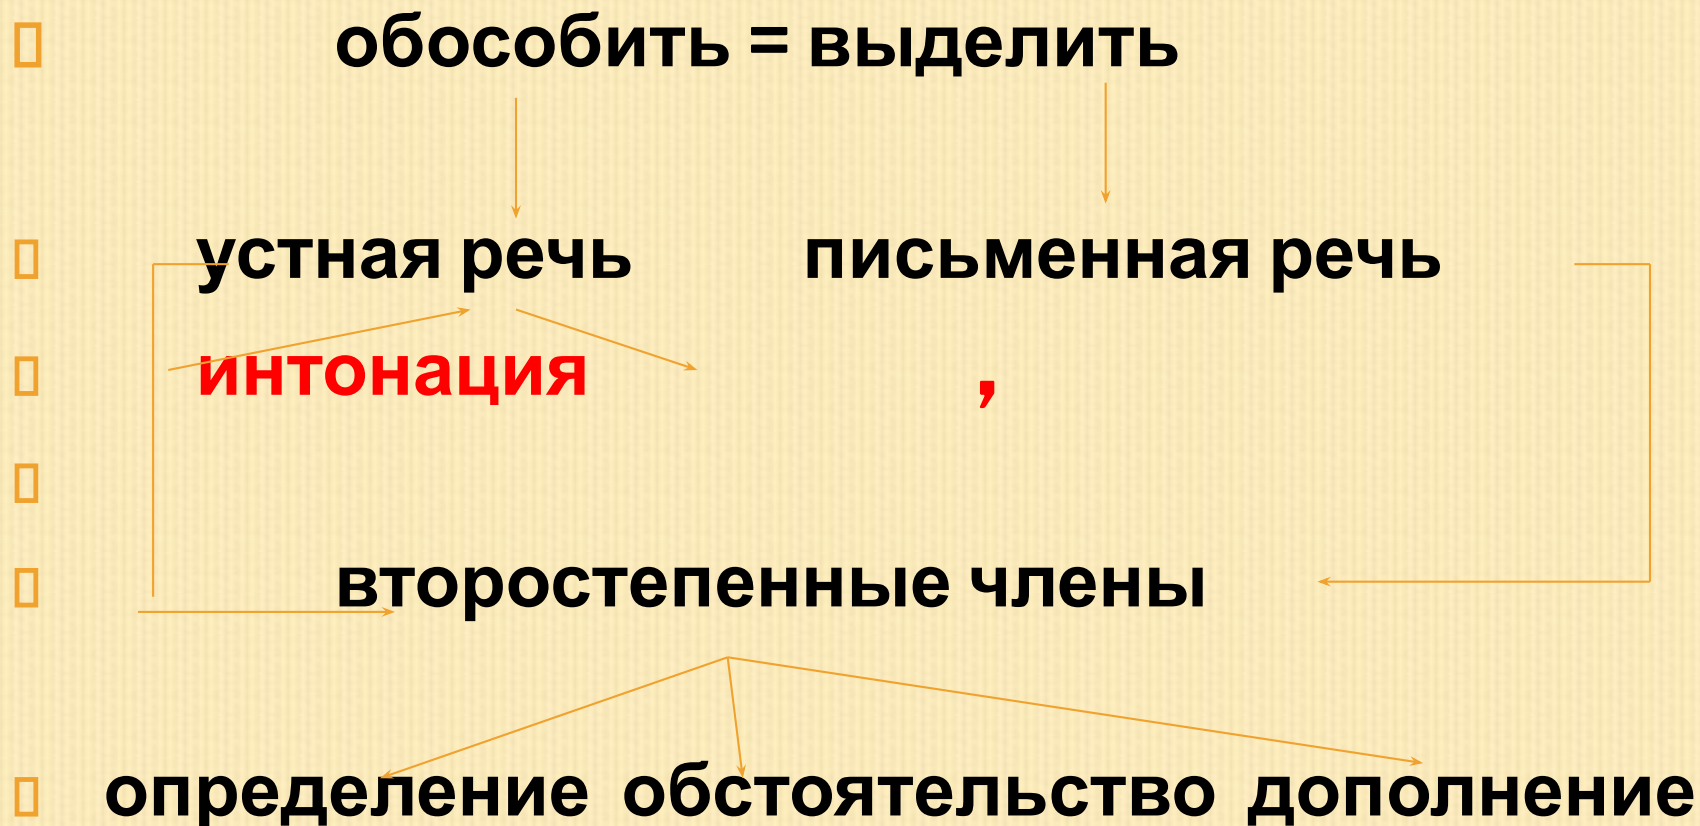 обособить = выделить
устная речь письменная речь
интонация ,
второстепенные члены
определение обстоятельство дополнение